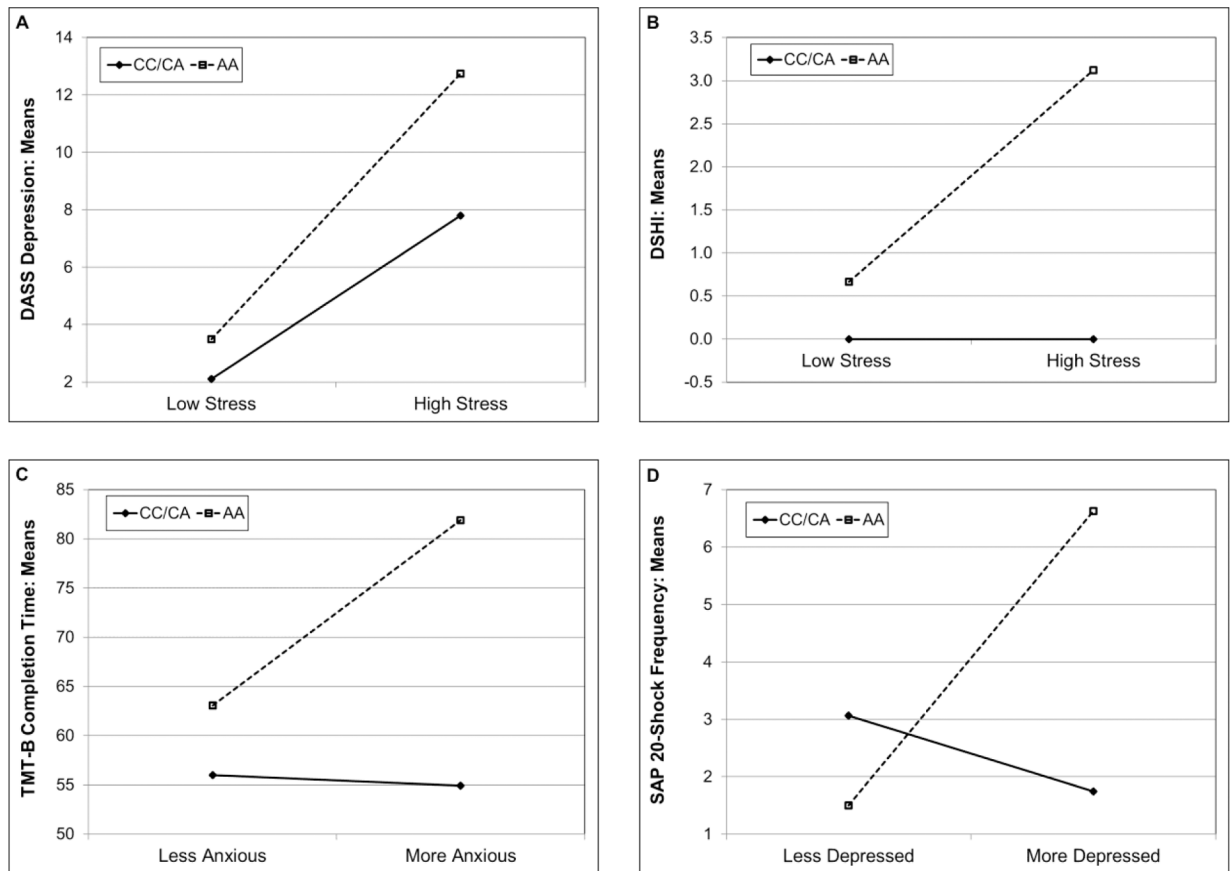 A
DASS Depression: Means
14
12
10
8
6
4
2
CC/CA AA
Low Stress High Stress
B
DSHI: Means
3.5
3.0
2.5
2.0
1.5
1.0
0.5
0.0
-0.5
CC/CA AA
Low Stress High Stress
C
TMT-B Completion Time: Means
85
80
75
70
65
60
55
50
CC/CA AA
Less Anxious More Anxious
D
SAP 20-Shock Frequency: Means
7
6
5
4
3
2
1
CC/CA AA
Less Depressed More Depressed